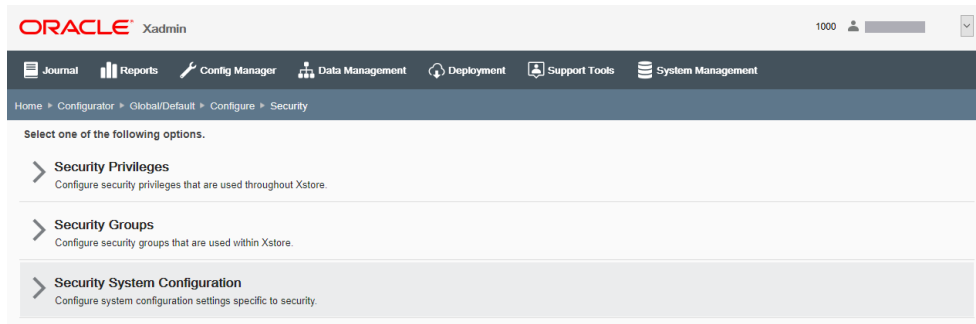 ORACLE Xadmin
1000
Journal Reports Config Manager Data Management Deployment Support Tools System Management
Home Configurator Global/Default Configure Security
Select one of the following options.
Security Privileges
Configure security privileges that are used throughout Xstore.
Security Groups
Configure security groups that are used within Xstore.
Security System Configuration
Configure system configuration settings specific to security.